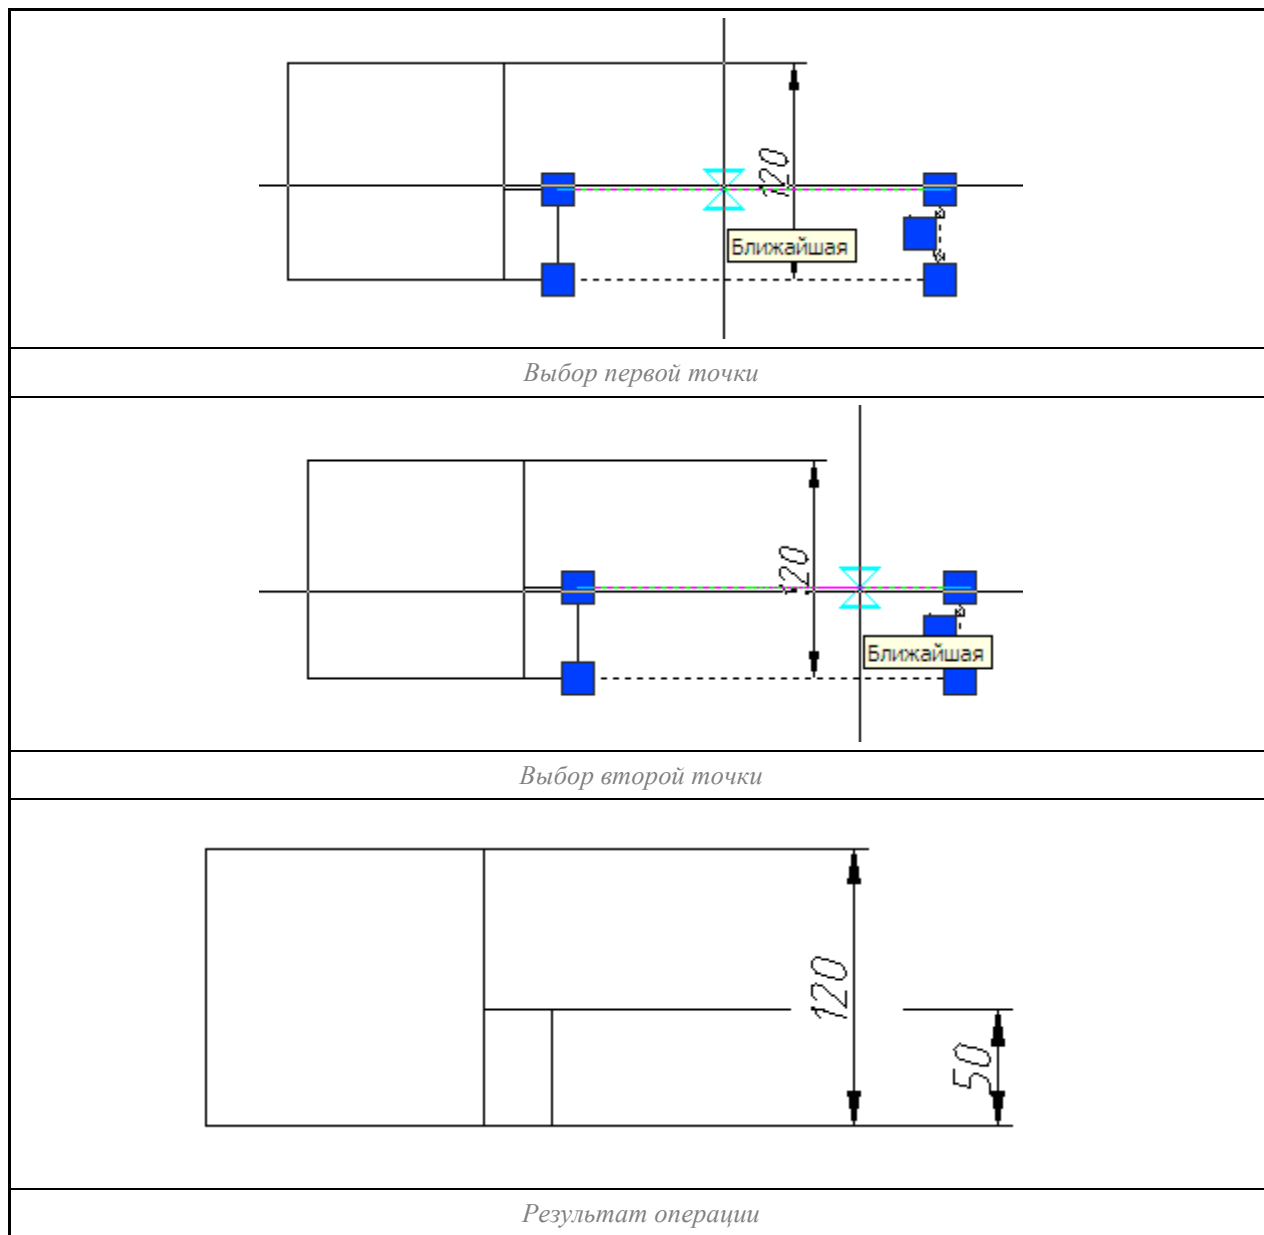 120
Ближайшая
Выбор первой точки
120
Ближайшая
Выбор второй точки
120
50
Результат операции